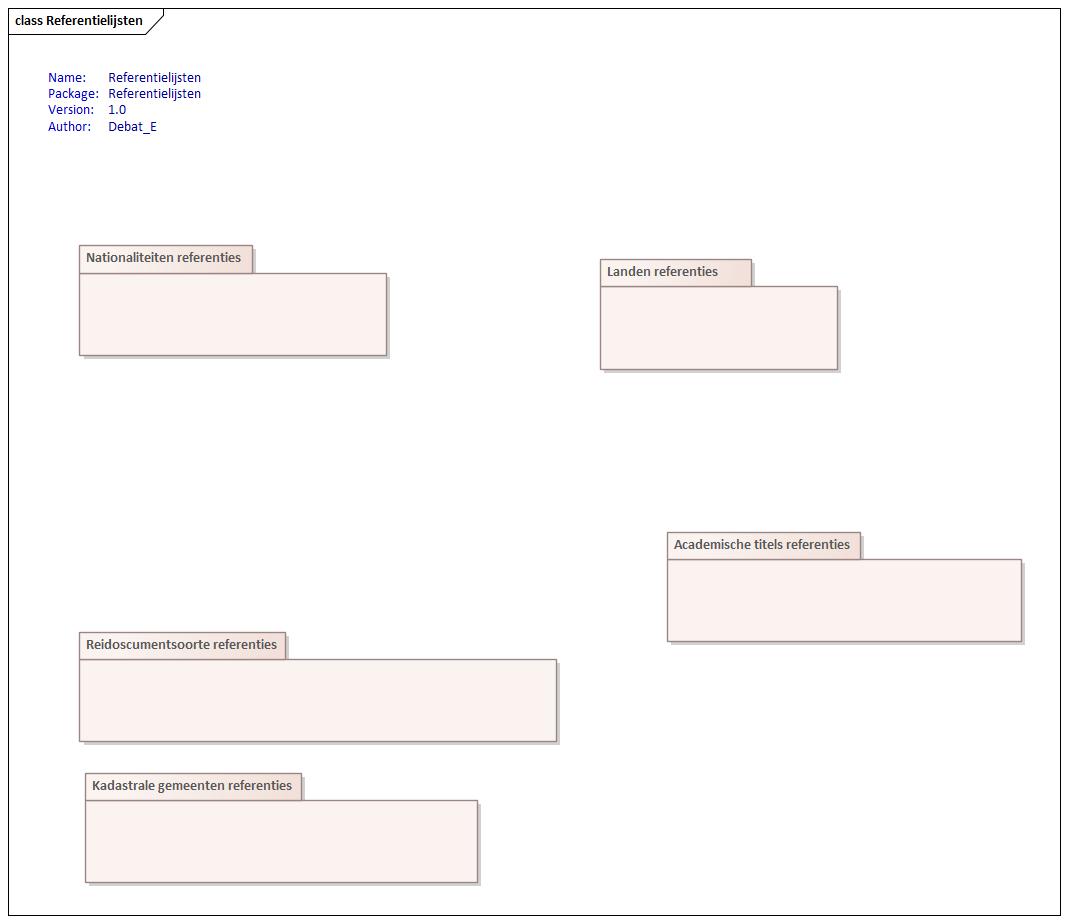 class Referentielijsten
Name: Referentielijsten
Package: Referentielijsten
Version: 1.0
Author: Debat_E
Nationaliteiten referenties
Landen referenties
Academische titels referenties
Reidoscumentsoorte referenties
Kadastrale gemeenten referenties